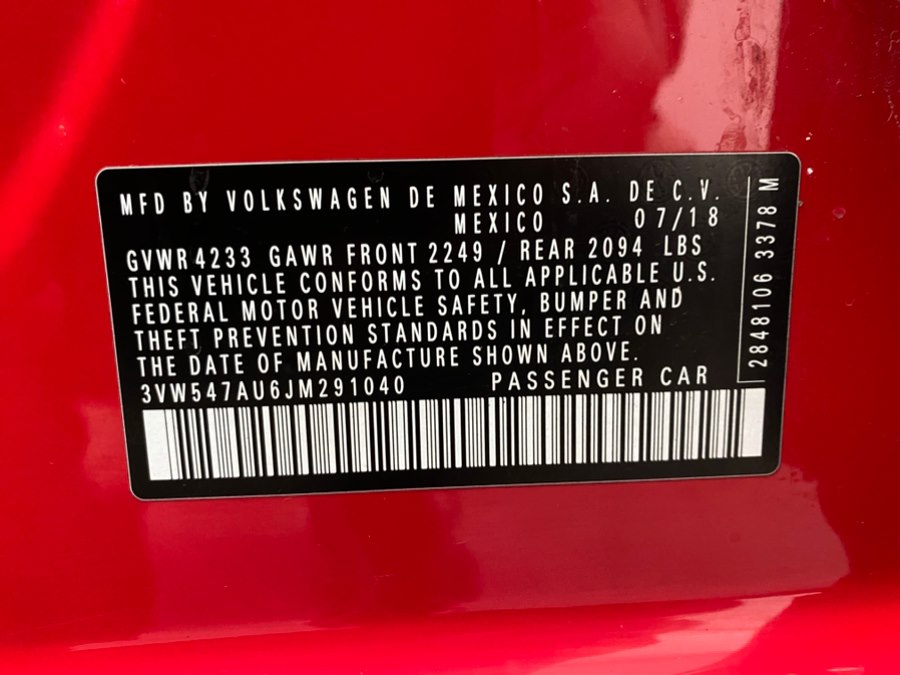 MFD BY VOLKSWAGEN DE MEXICO S.A. DE C.V.
MEXICO 07/18
GVWR 4233 GAWR FRONT 2249 / REAR 2094 LBS
THIS VEHICLE CONFORMS TO ALL APPLICABLE U.S.
FEDERAL MOTOR VEHICLE SAFETY, BUMPER AND
THEFT PREVENTION STANDARDS IN EFFECT ON
THE DATE OF MANUFACTURE SHOWN ABOVE.
3VW547AU6JM291040 PASSENGER CAR
2848106 3378 M